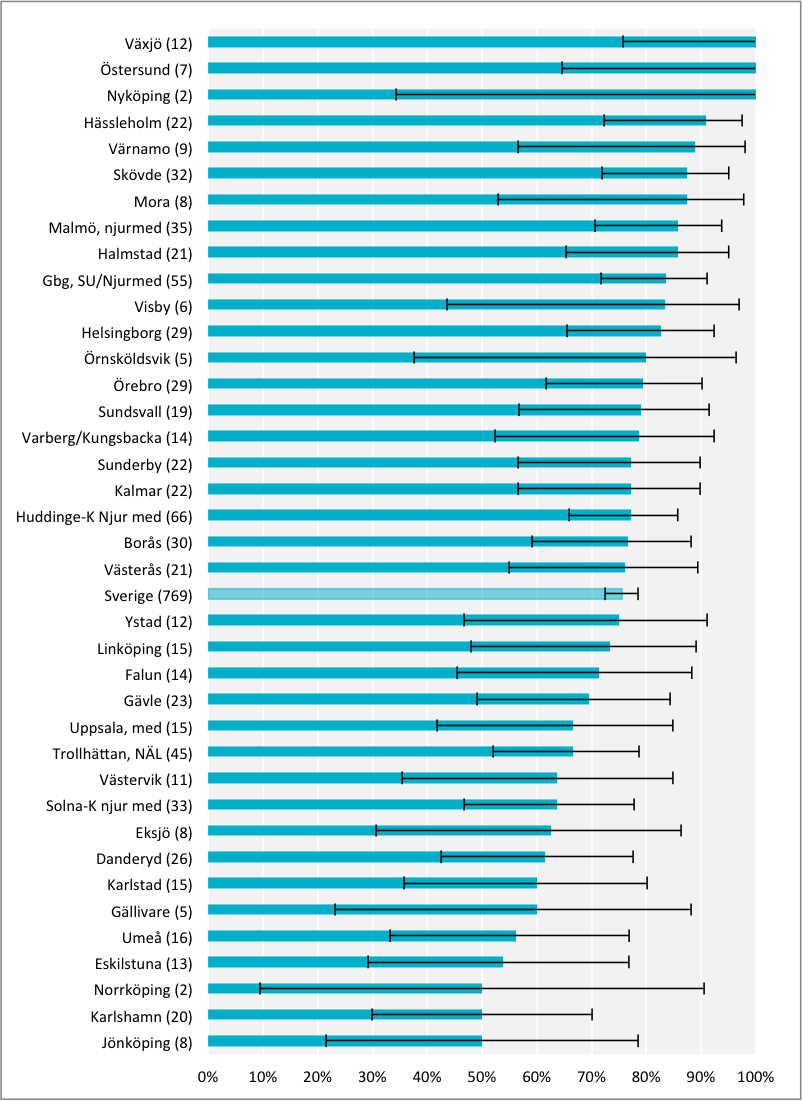 Växjö (12)
Östersund (7)
Nyköping (2)
Hässleholm (22)
Värnamo (9)
Skövde (32)
Mora (8)
Malmö, njurmed (35)
Halmstad (21)
Gbg, SU/Njurmed (55)
Visby (6)
Helsingborg (29)
Örnsköldsvik (5)
Örebro (29)
Sundsvall (19)
Varberg/Kungsbacka (14)
Sunderby (22)
Kalmar (22)
Huddinge-K Njur med (66)
Borås (30)
Västerås (21)
Sverige (769)
Ystad (12)
Linköping (15)
Falun (14)
Gävle (23)
Uppsala, med (15)
Trollhättan, NÄL (45)
Västervik (11)
Solna-K njur med (33)
Eksjö (8)
Danderyd (26)
Karlstad (15)
Gällivare (5)
Umeå (16)
Eskilstuna (13)
Norrköping (2)
Karlshamn (20)
Jönköping (8)
0% 10% 20% 30% 40% 50% 60% 70% 80% 90% 100%